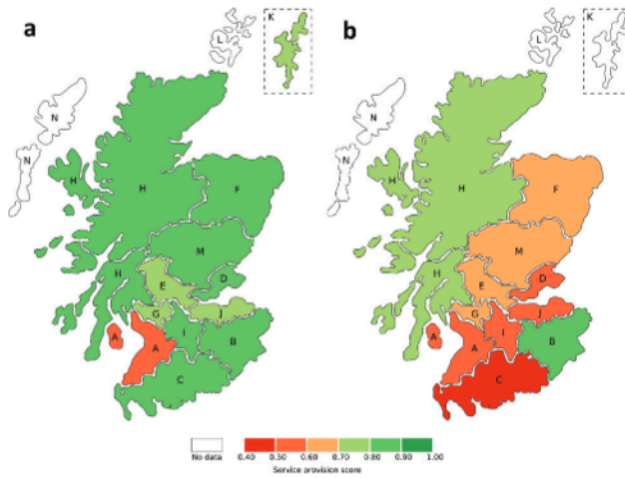 a
b
K
K
L
L
N
N
N
N
H
H
H
H
F
F
M
M
H
H
D
D
E
E
G
G
J
J
A
A
I
I
B
B
A
A
C
C
No data
0.40 0.50 0.60 0.70 0.80 0.90 1.00
Service provision score